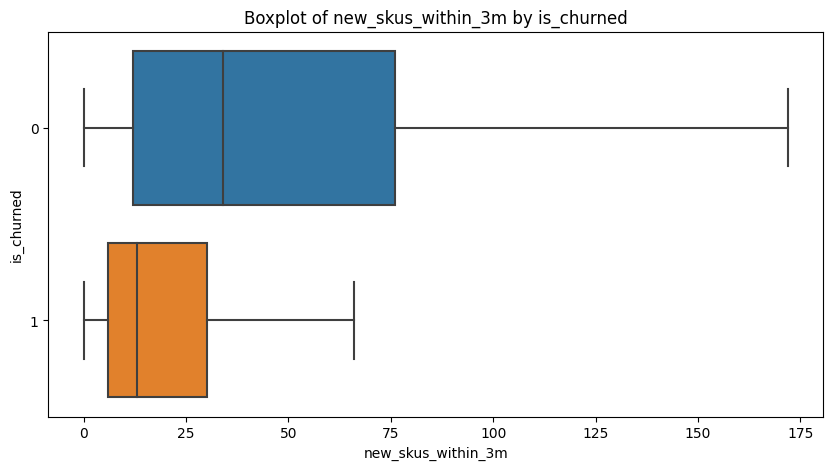 Boxplot of new_skus_within_3m by is_churned
is_churned
0
1
0 25 50 75 100 125 150 175
new_skus_within_3m